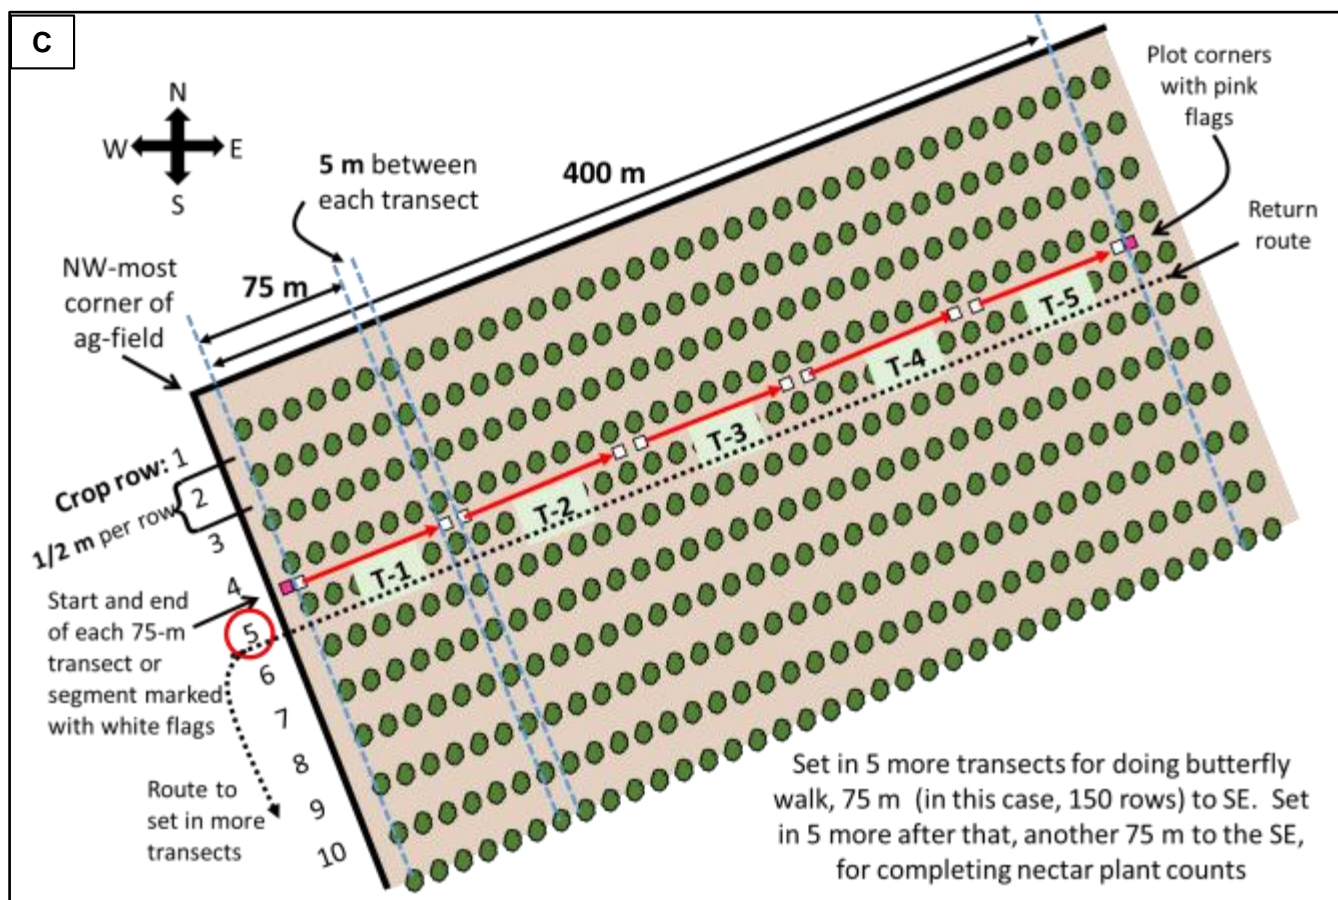 C
N
W E
S
5 m between
each transect
400 m
Plot corners
with pink
flags
Return
route
NW-most
corner of
ag-field
75 m
Crop row: 1
2
1/2 m per row
3
4
5
6
7
8
9
10
Start and end
of each 75-m
transect or
segment marked
with white flags
Route to
set in more
transects
T-1
T-2
T-3
T-4
T-5
Set in 5 more transects for doing butterfly
walk, 75 m (in this case, 150 rows) to SE. Set
in 5 more after that, another 75 m to the SE,
for completing nectar plant counts